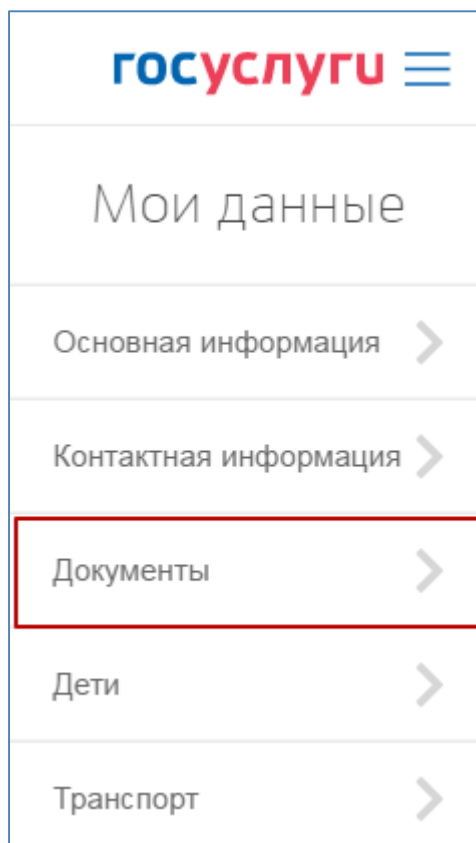 госуслуги
Мои данные
Основная информация
Контактная информация
Документы
Дети
Транспорт